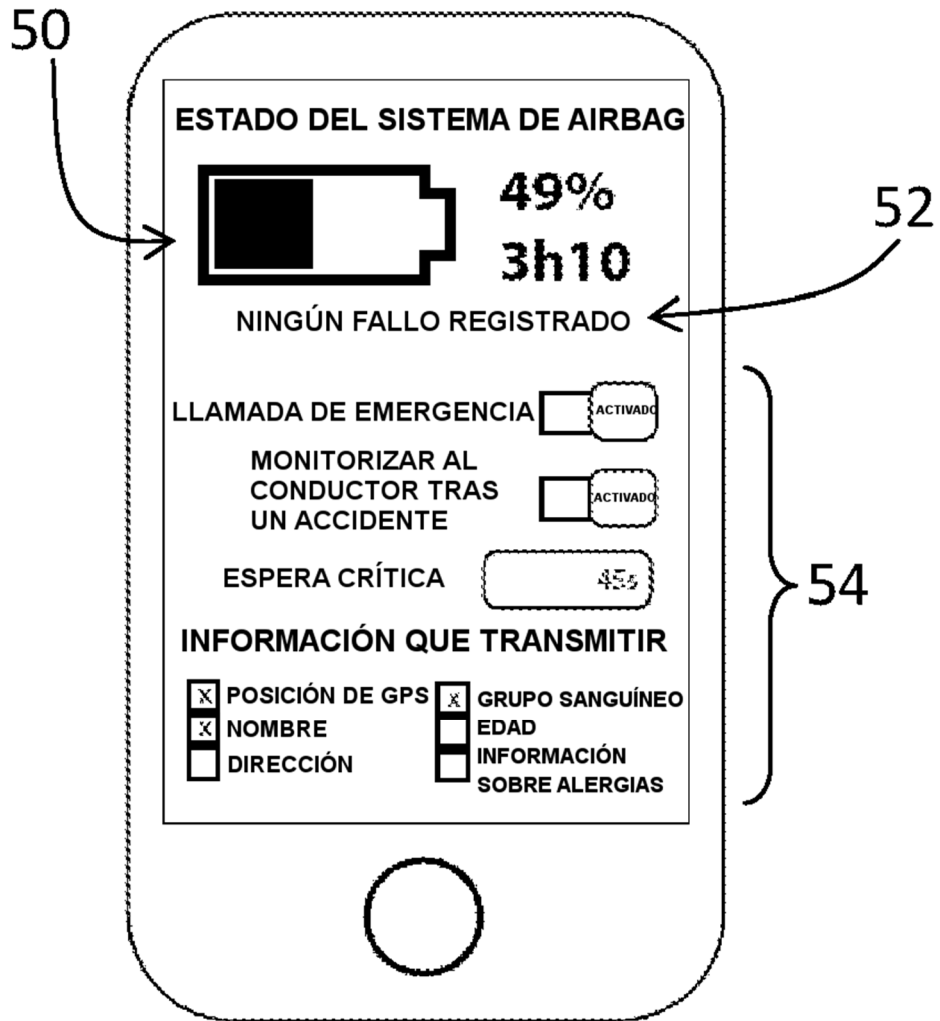 50
ESTADO DEL SISTEMA DE AIRBAG
49%
3h10
52
NINGÚN FALLO REGISTRADO
LLAMADA DE EMERGENCIA
ACTIVADO
MONITORIZAR AL
CONDUCTOR TRAS
UN ACCIDENTE
ACTIVADO
ESPERA CRÍTICA
45s
54
INFORMACIÓN QUE TRANSMITIR
X POSICIÓN DE GPS
X NOMBRE
DIRECCIÓN
X GRUPO SANGUÍNEO
EDAD
INFORMACIÓN
SOBRE ALERGIAS